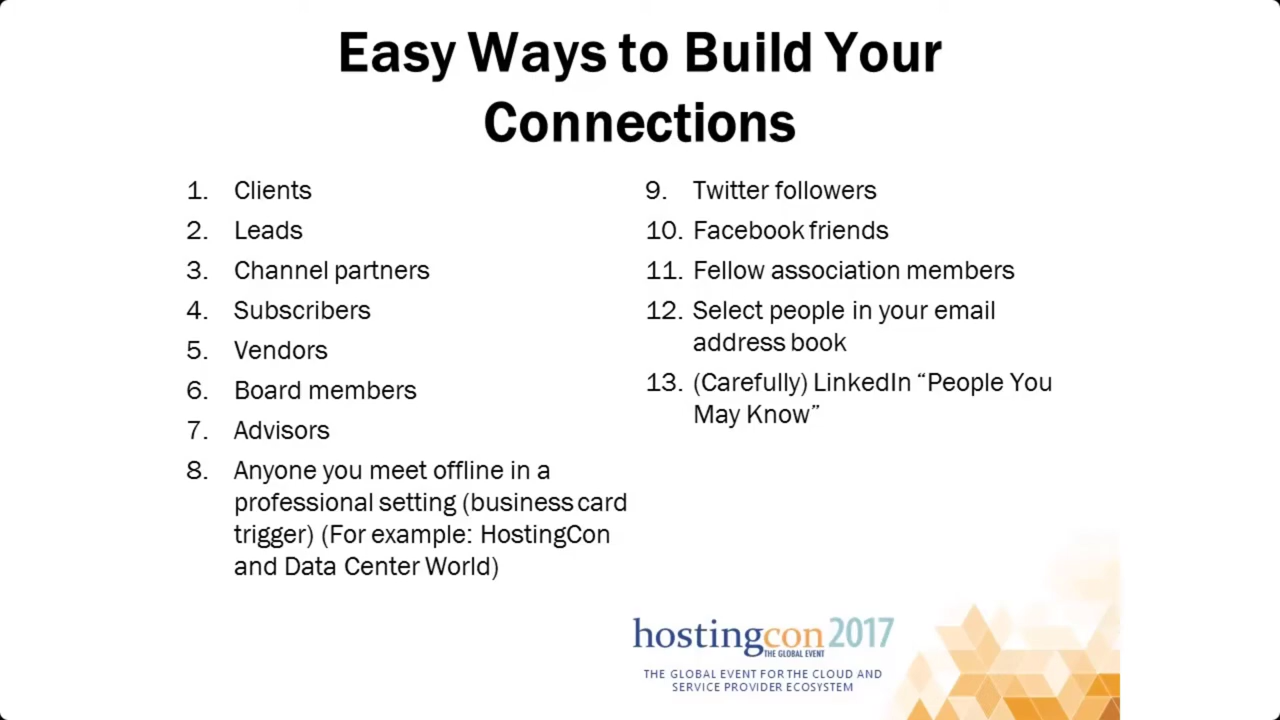 Easy Ways to Build Your
Connections
1. Clients
2. Leads
3. Channel partners
4. Subscribers
5. Vendors
6. Board members
7. Advisors
8. Anyone you meet offline in a
professional setting (business card
trigger) (For example: HostingCon
and Data Center World)
9. Twitter followers
10. Facebook friends
11. Fellow association members
12. Select people in your email
address book
13. (Carefully) LinkedIn “People You
May Know”
hostingcon 2017
THE GLOBAL EVENT
THE GLOBAL EVENT FOR THE CLOUD AND
SERVICE PROVIDER ECOSYSTEM